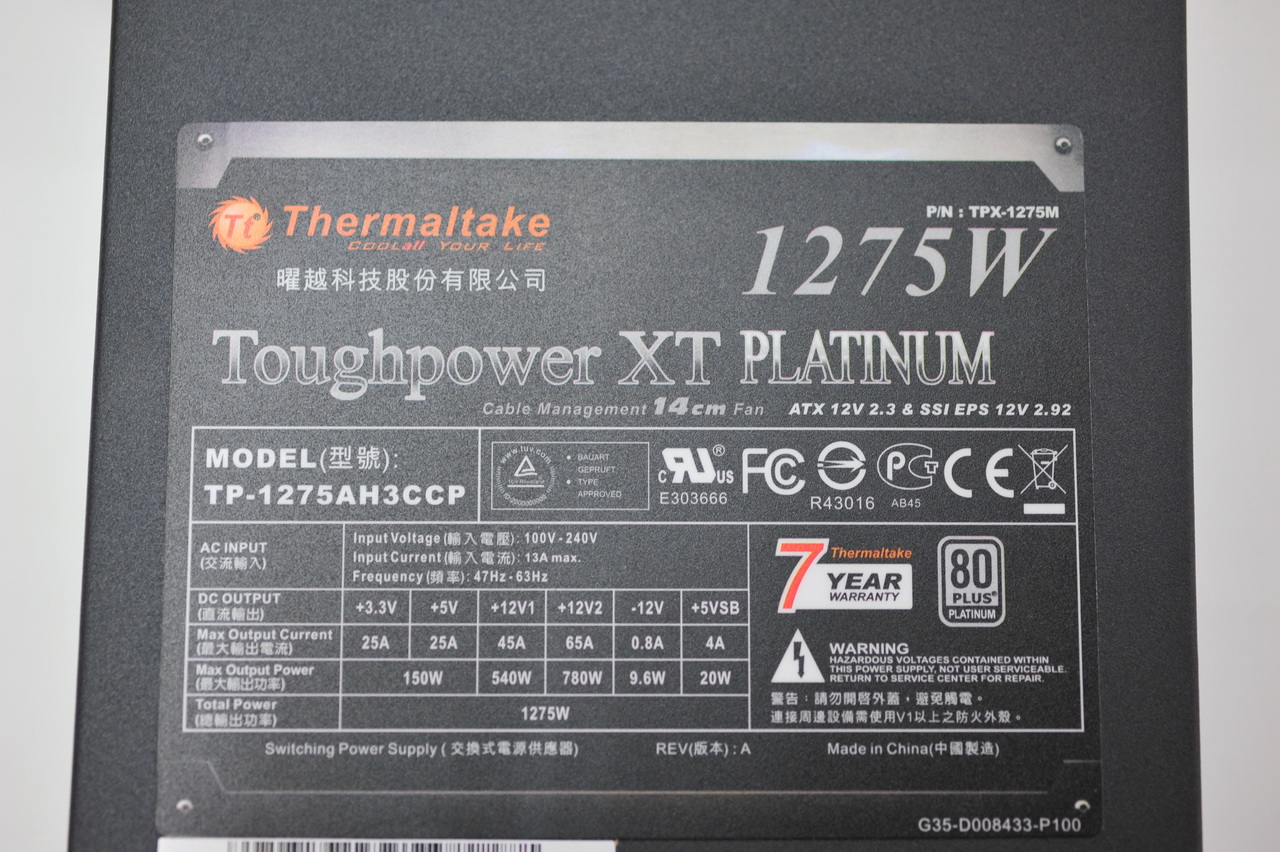 Tt Thermaltake
COOLall YOUR LIFE
曜越科技股份有限公司
P/N : TPX-1275M
1275W
Toughpower XT PLATINUM
Cable Management 14cm Fan
ATX 12V 2.3 & SSI EPS 12V 2.92
MODEL(型號):
TP-1275AH3CCP
www.tuv.com
TÜV Rheinland
BAUART
GEPRUFT
TYPE
APPROVED
c RU® US
E303666
FC
R43016
PCT
AB45
CE
AC INPUT
(交流輸入)
Input Voltage (輸入電壓): 100V - 240V
Input Current (輸入電流): 13A max.
Frequency (頻率): 47Hz - 63Hz
DC OUTPUT
(直流輸出)
+3.3V +5V +12V1 +12V2 -12V +5VSB
Max Output Current
(最大輸出電流)
25A 25A 45A 65A 0.8A 4A
Max Output Power
(最大輸出功率)
150W 540W 780W 9.6W 20W
Total Power
(總輸出功率)
1275W
7 Thermaltake
YEAR
WARRANTY
80
PLUS®
PLATINUM
WARNING
HAZARDOUS VOLTAGES CONTAINED WITHIN
THIS POWER SUPPLY, NOT USER SERVICEABLE.
RETURN TO SERVICE CENTER FOR REPAIR.
警告：請勿開啓外蓋，避免觸電。
連接周邊設備需使用V1以上之防火外殼。
Switching Power Supply ( 交換式電源供應器)
REV(版本) : A
Made in China(中國製造)
G35-D008433-P100